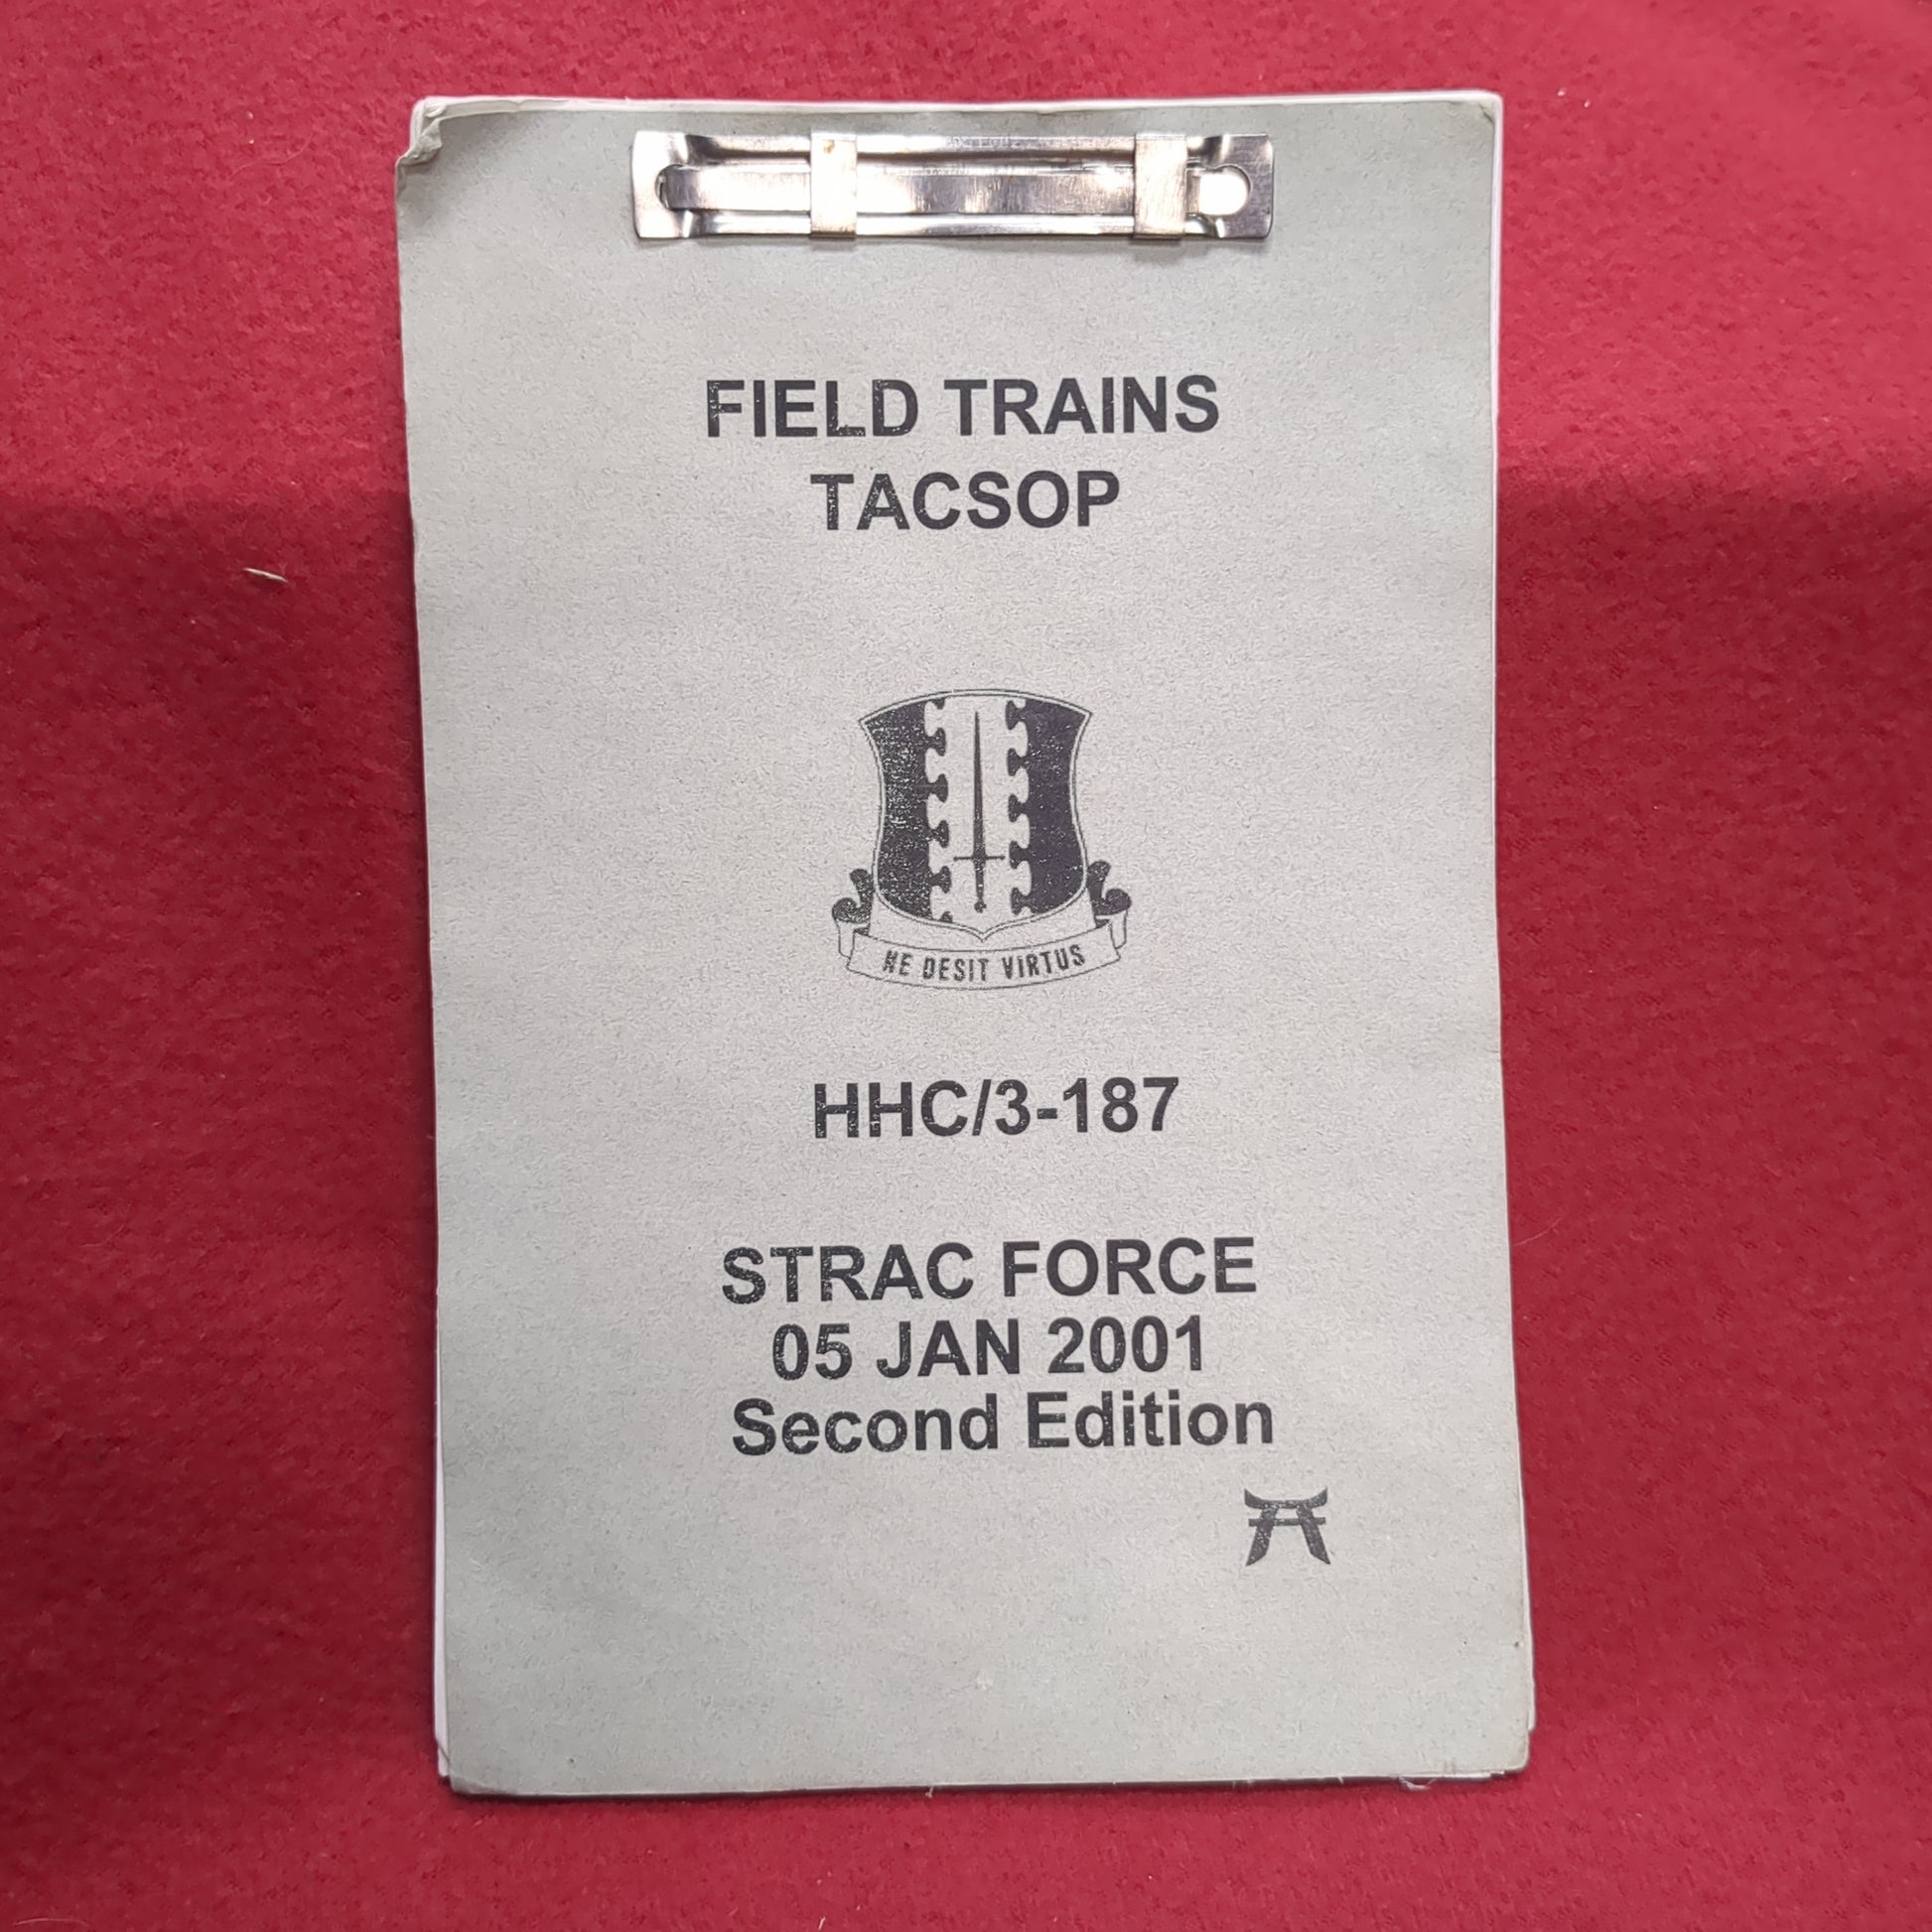 FIELD TRAINS
TACSOP
NE DESIT VIRTUS
HHC/3-187
STRAC FORCE
05 JAN 2001
Second Edition